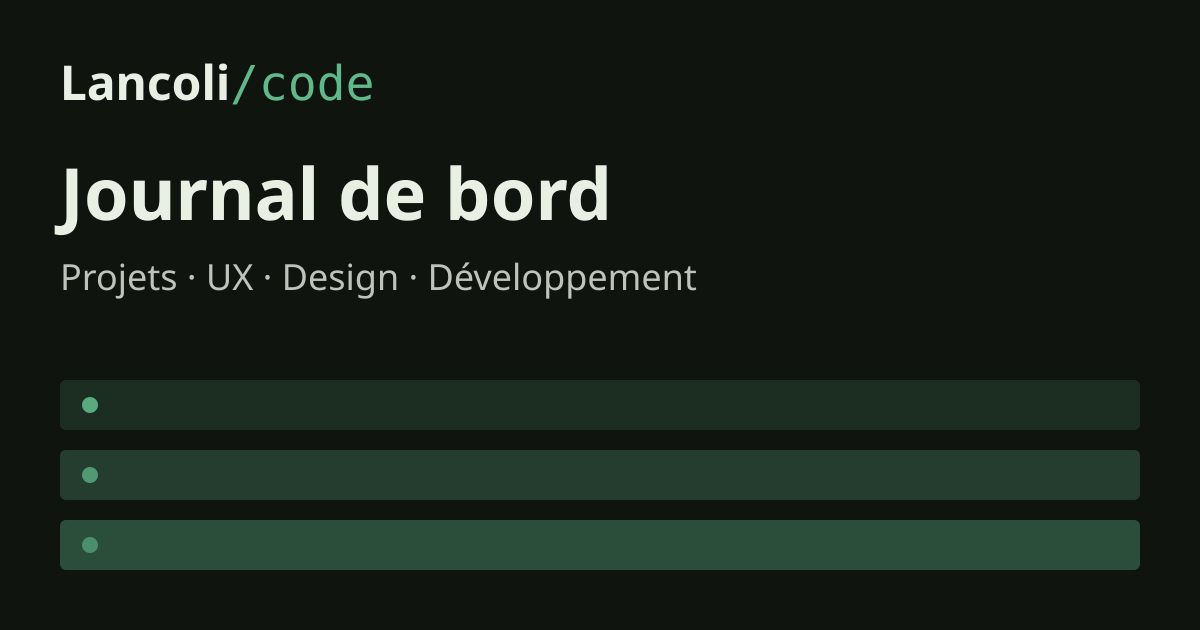 Lancoli/code
Journal de bord
Projets · UX · Design · Développement